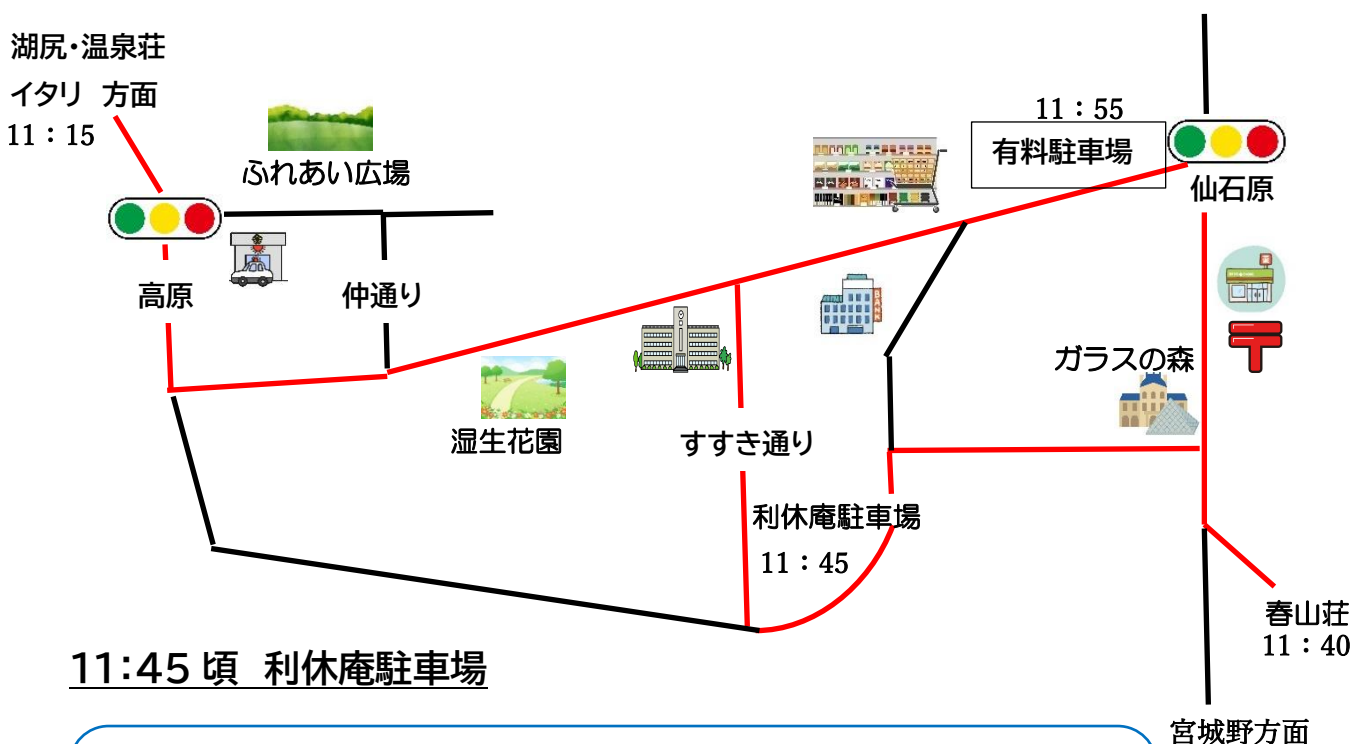 湖尻・温泉荘
イタリ 方面
11：15
ふれあい広場
高原
仲通り
11：55
有料駐車場
仙石原
BANK
ガラスの森
湿生花園
すすき通り
利休庵駐車場
11：45
春山荘
11：40
11:45 頃 利休庵駐車場
宮城野方面